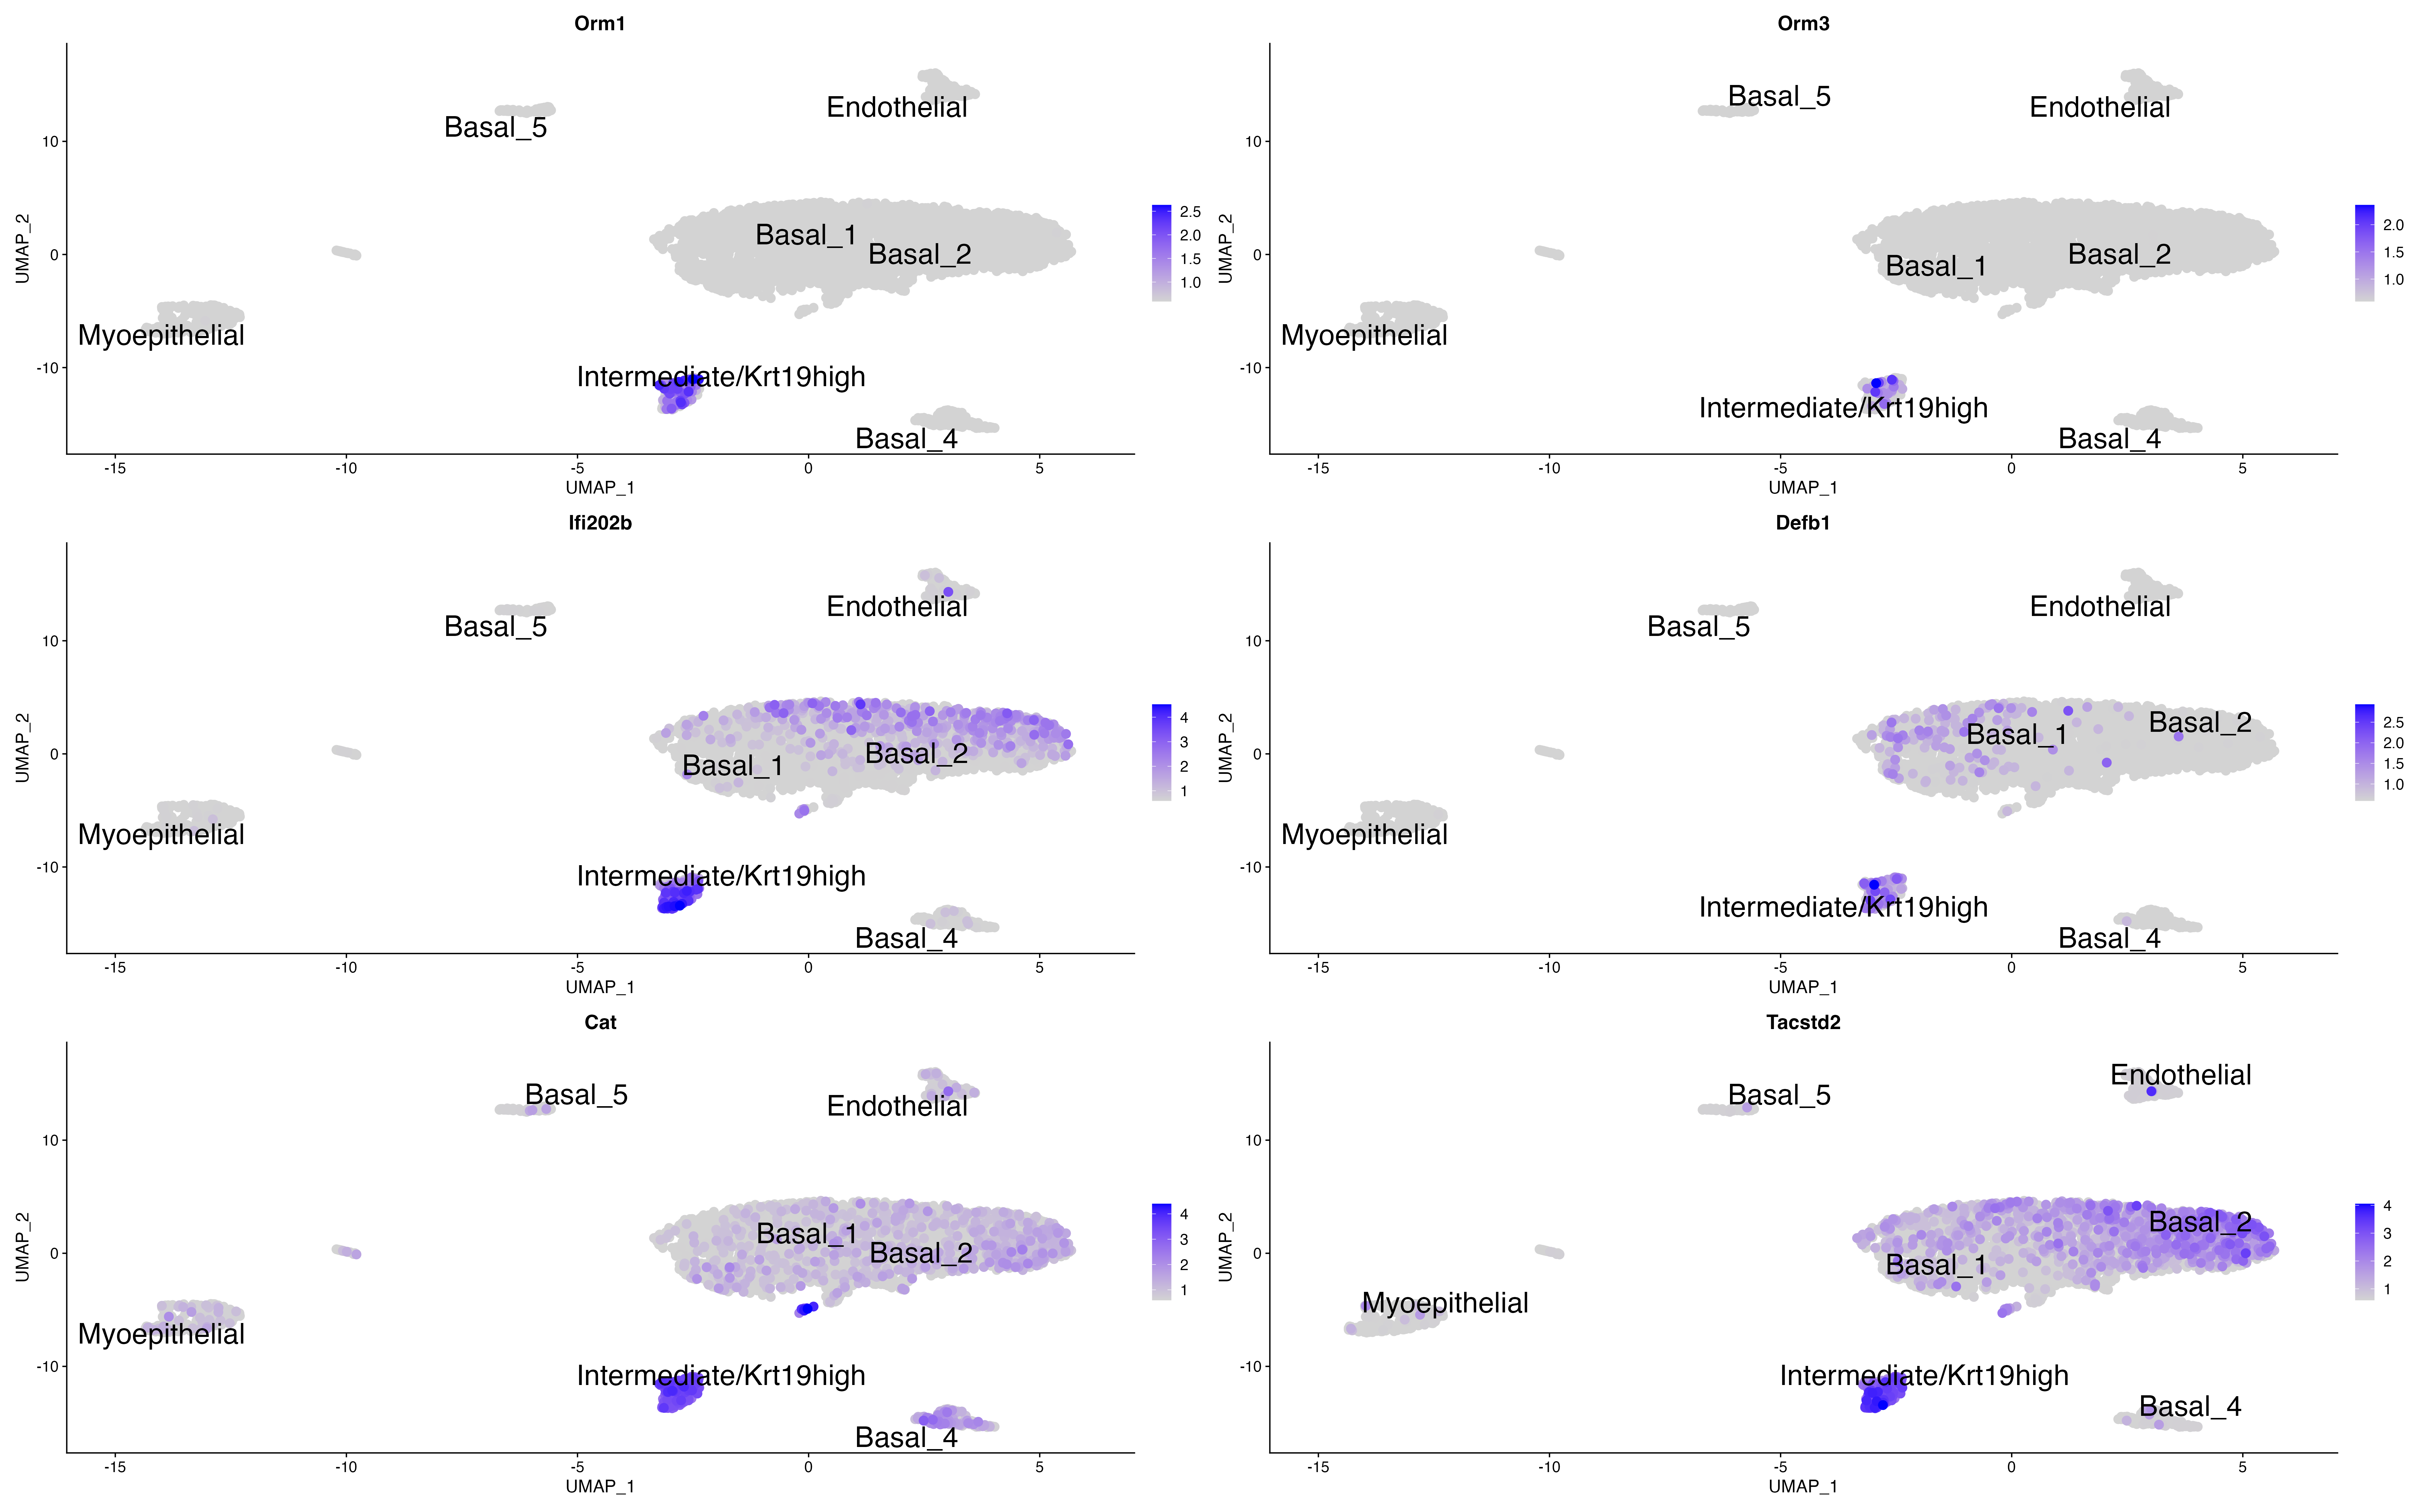 Orm1
Endothelial
Basal_5
10
Basal_1
Basal_2
0
UMAP_2
Myoepithelial
-10
Intermediate/Krt19high
Basal_4
-15
-10
-5
0
5
UMAP_1
2.5
2.0
1.5
1.0
Orm3
Basal_5
Endothelial
10
Basal_1
Basal_2
0
UMAP_2
Myoepithelial
-10
Intermediate/Krt19high
Basal_4
-15
-10
-5
0
5
UMAP_1
2.0
1.5
1.0
Ifi202b
Endothelial
Basal_5
10
Basal_1
Basal_2
0
UMAP_2
Myoepithelial
-10
Intermediate/Krt19high
Basal_4
-15
-10
-5
0
5
UMAP_1
4
3
2
1
Defb1
Endothelial
Basal_5
10
Basal_1
Basal_2
0
UMAP_2
Myoepithelial
-10
Intermediate/Krt19high
Basal_4
-15
-10
-5
0
5
UMAP_1
2.5
2.0
1.5
1.0
Cat
Basal_5
Endothelial
10
Basal_1
Basal_2
0
UMAP_2
Myoepithelial
-10
Intermediate/Krt19high
Basal_4
-15
-10
-5
0
5
UMAP_1
4
3
2
1
Tacstd2
Endothelial
Basal_5
10
Basal_2
Basal_1
0
UMAP_2
Myoepithelial
-10
Intermediate/Krt19high
Basal_4
-15
-10
-5
0
5
UMAP_1
4
3
2
1